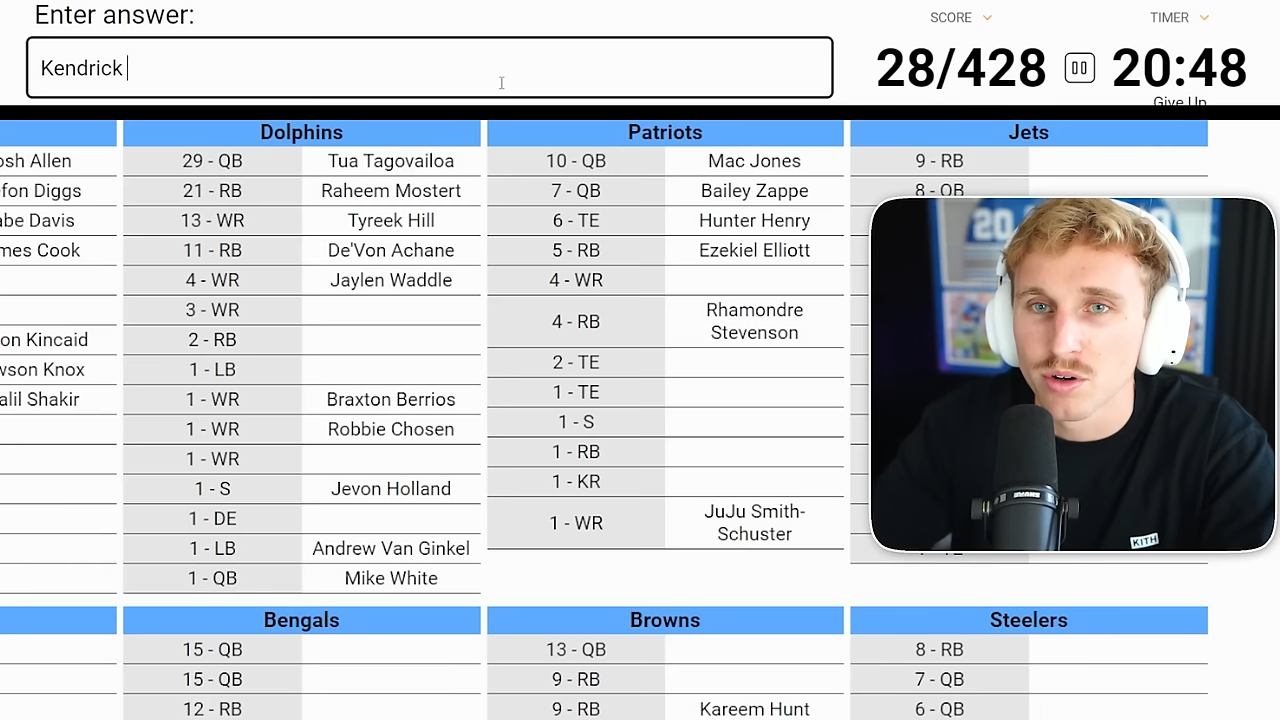 Enter answer:
SCORE
TIMER
Kendrick
28/428
20:48
Give Up
Dolphins
Patriots
Jets
osh Allen
29 - QB
Tua Tagovailoa
10 - QB
Mac Jones
9 - RB
fon Diggs
21 - RB
Raheem Mostert
7 - QB
Bailey Zappe
8 - QB
abe Davis
13 - WR
Tyreek Hill
6 - TE
Hunter Henry
mes Cook
11 - RB
De'Von Achane
5 - RB
Ezekiel Elliott
4 - WR
Jaylen Waddle
4 - WR
3 - WR
4 - RB
Rhamondre
Stevenson
on Kincaid
2 - RB
wson Knox
1 - LB
2 - TE
alil Shakir
1 - WR
Braxton Berrios
1 - TE
1 - WR
Robbie Chosen
1 - S
1 - WR
1 - RB
1 - S
Jevon Holland
1 - KR
1 - DE
1 - WR
JuJu Smith-
Schuster
1 - LB
Andrew Van Ginkel
1 - QB
Mike White
KITH
Bengals
Browns
Steelers
15 - QB
13 - QB
8 - RB
15 - QB
9 - RB
7 - QB
12 - RB
9 - RB
Kareem Hunt
6 - QB